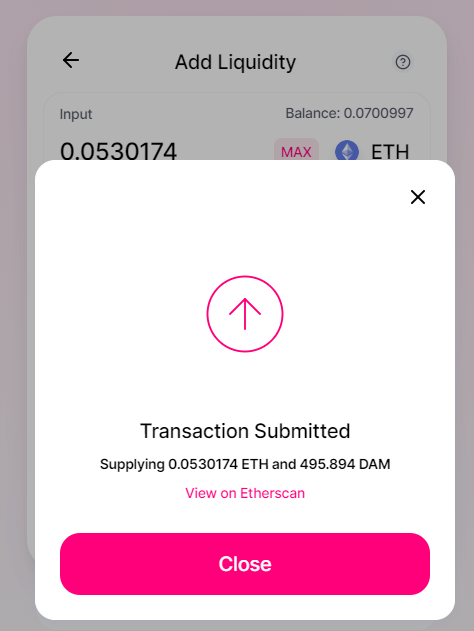 Add Liquidity
Input
Balance: 0.0700997
0.0530174
MAX
ETH
Transaction Submitted
Supplying 0.0530174 ETH and 495.894 DAM
View on Etherscan
Close